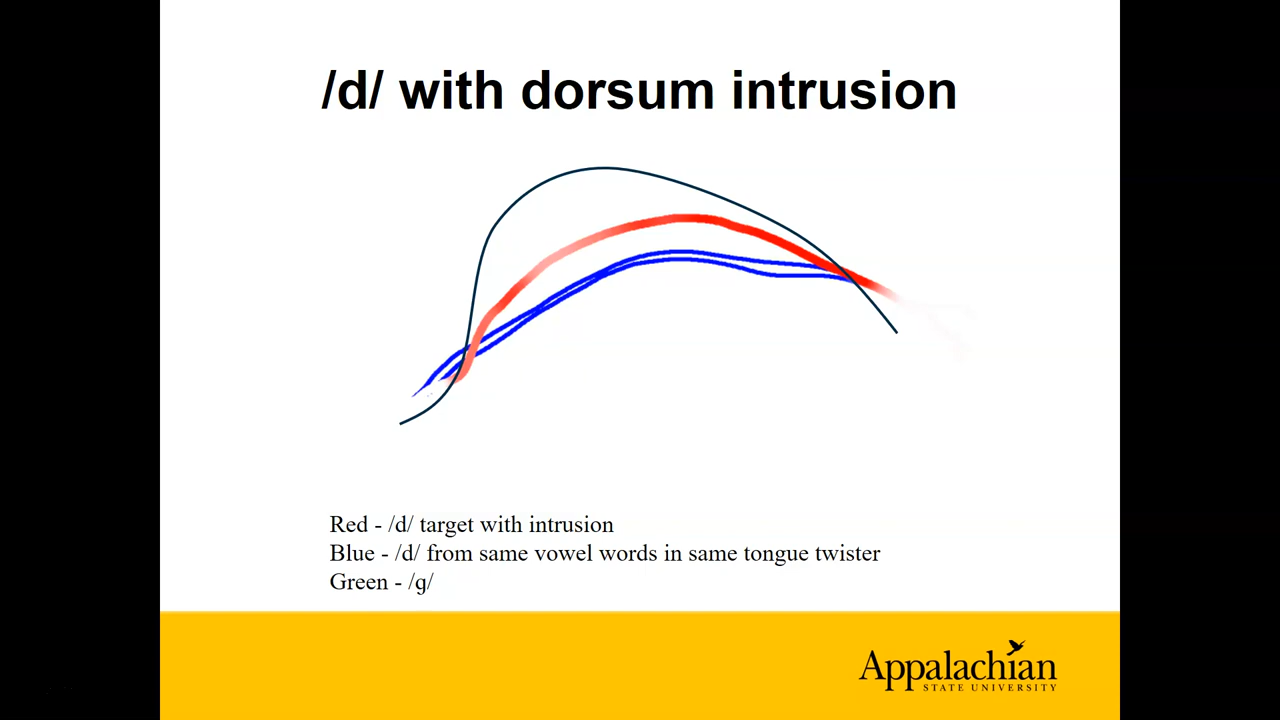 /d/ with dorsum intrusion
Red - /d/ target with intrusion
Blue - /d/ from same vowel words in same tongue twister
Green - /ɡ/
Appalachian
STATE UNIVERSITY